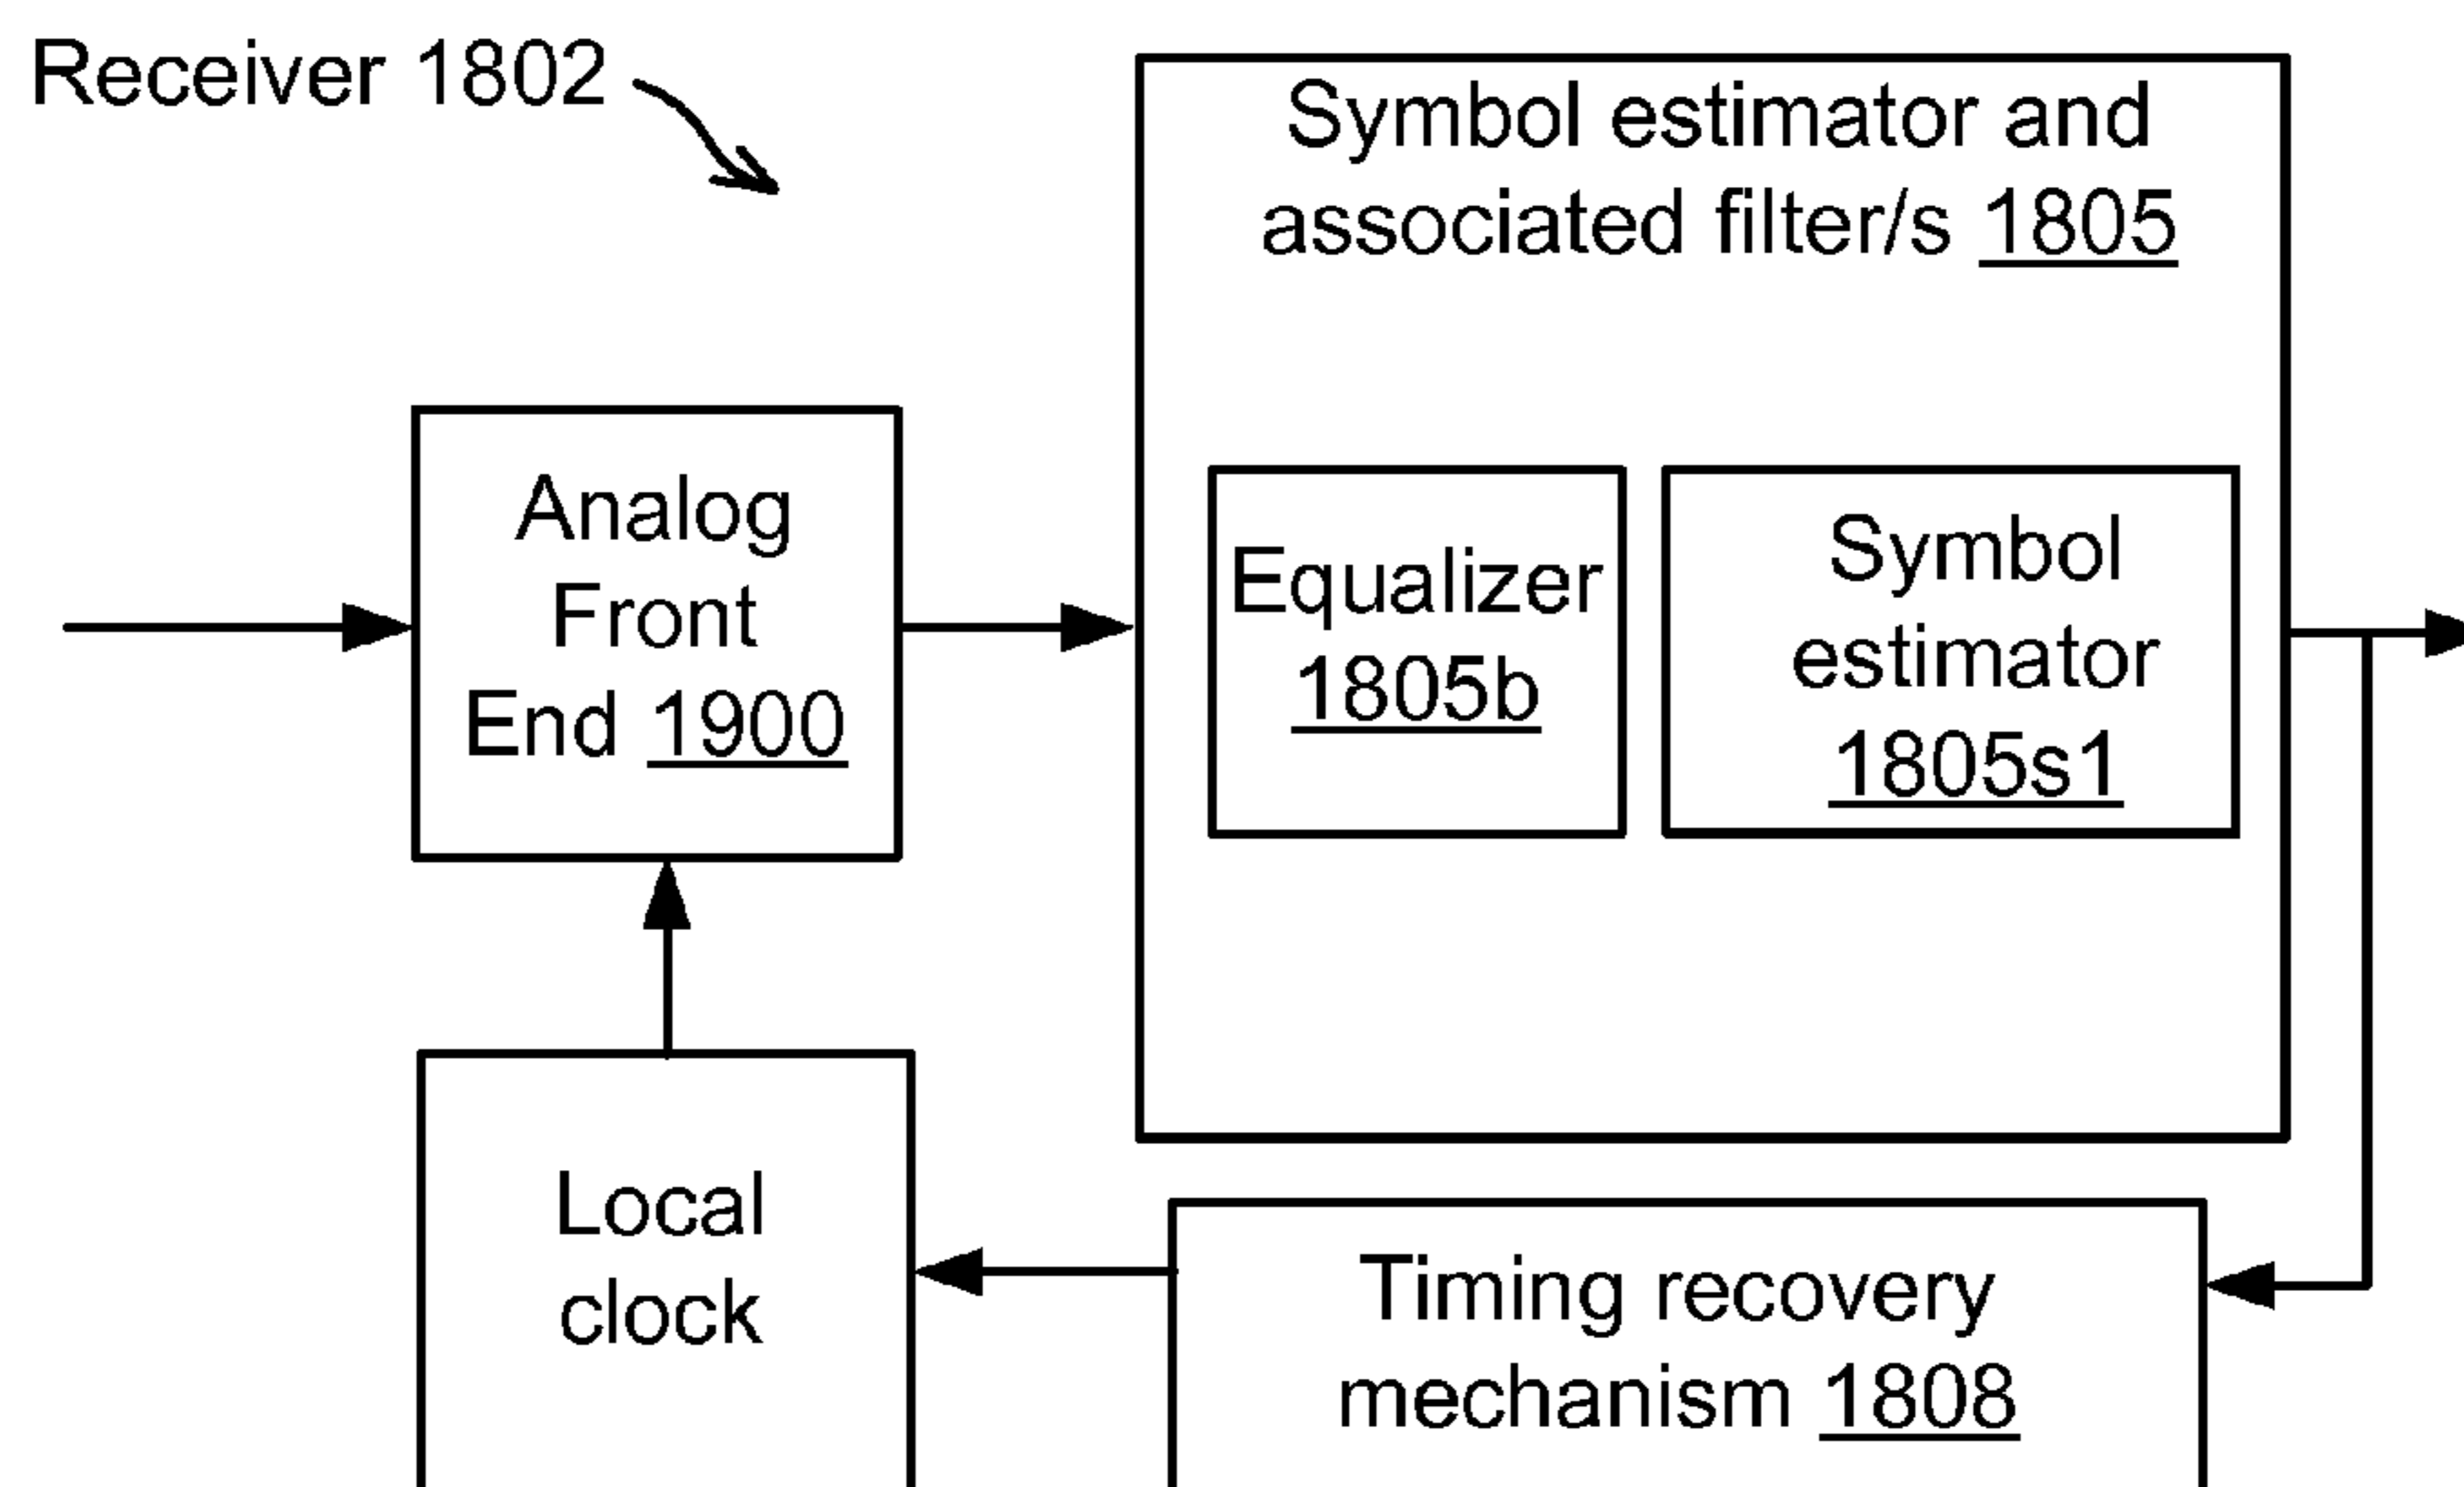 Receiver 1802
Symbol estimator and
associated filter/s 1805
Analog
Front
End 1900
Equalizer
1805b
Symbol
estimator
1805s1
Local
clock
Timing recovery
mechanism 1808